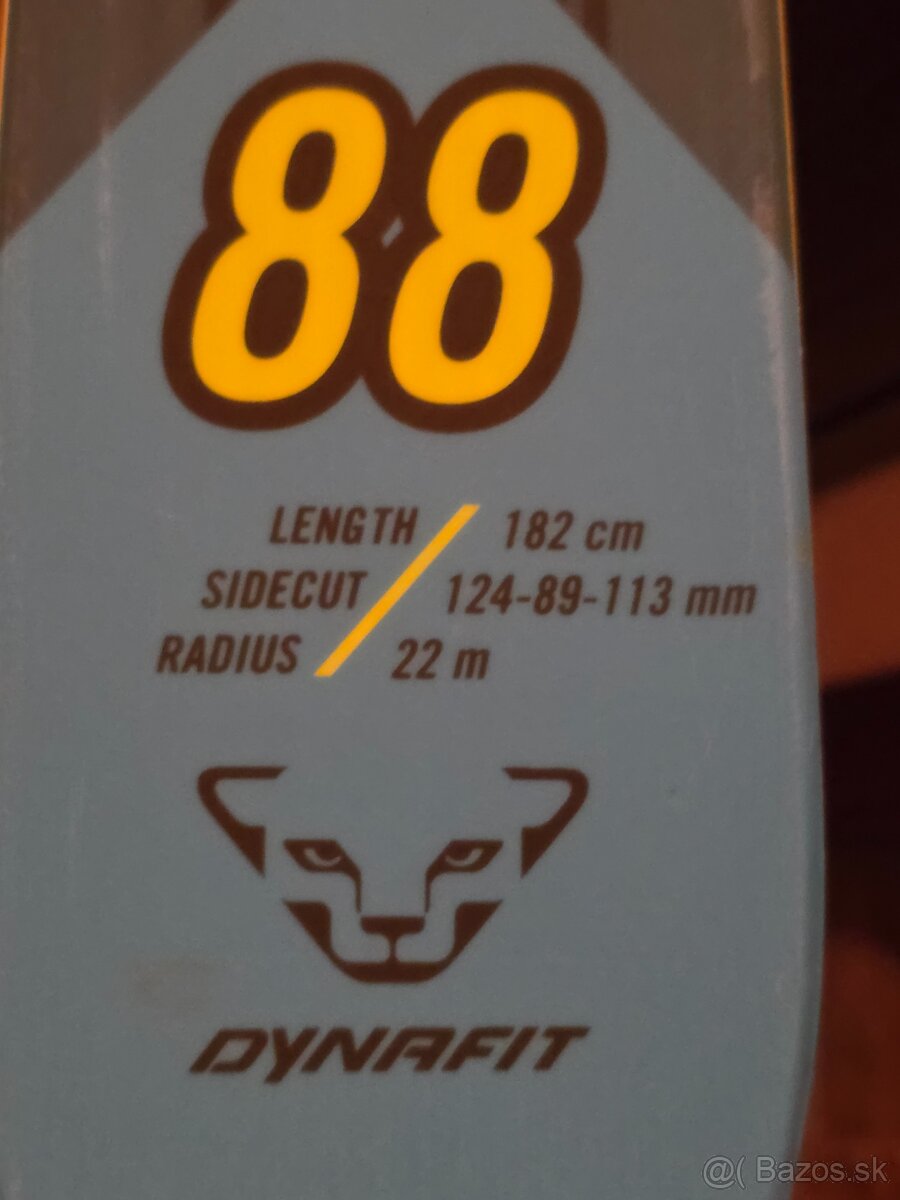 88
LENGTH / 182 cm
SIDECUT / 124-89-113 mm
RADIUS / 22 m
DYNAFIT
@( Bazos.sk